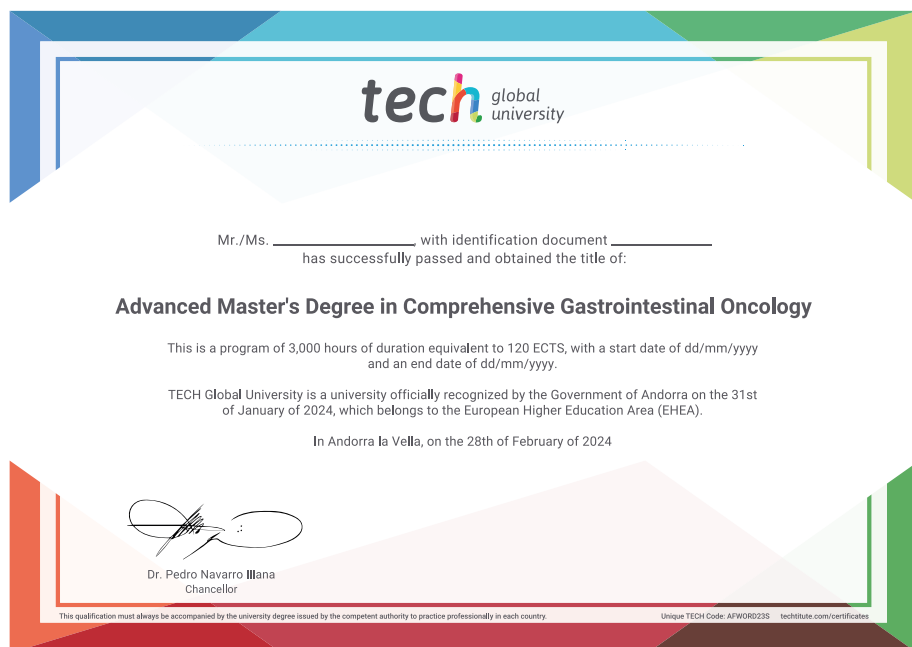 tech global university
Mr./Ms. ____________________, with identification document ______________
has successfully passed and obtained the title of:
Advanced Master's Degree in Comprehensive Gastrointestinal Oncology
This is a program of 3,000 hours of duration equivalent to 120 ECTS, with a start date of dd/mm/yyyy
and an end date of dd/mm/yyyy.
TECH Global University is a university officially recognized by the Government of Andorra on the 31st
of January of 2024, which belongs to the European Higher Education Area (EHEA).
In Andorra la Vella, on the 28th of February of 2024
Dr. Pedro Navarro Illana
Chancellor
This qualification must always be accompanied by the university degree issued by the competent authority to practice professionally in each country.
Unique TECH Code: AFWORD23S techtitute.com/certificates